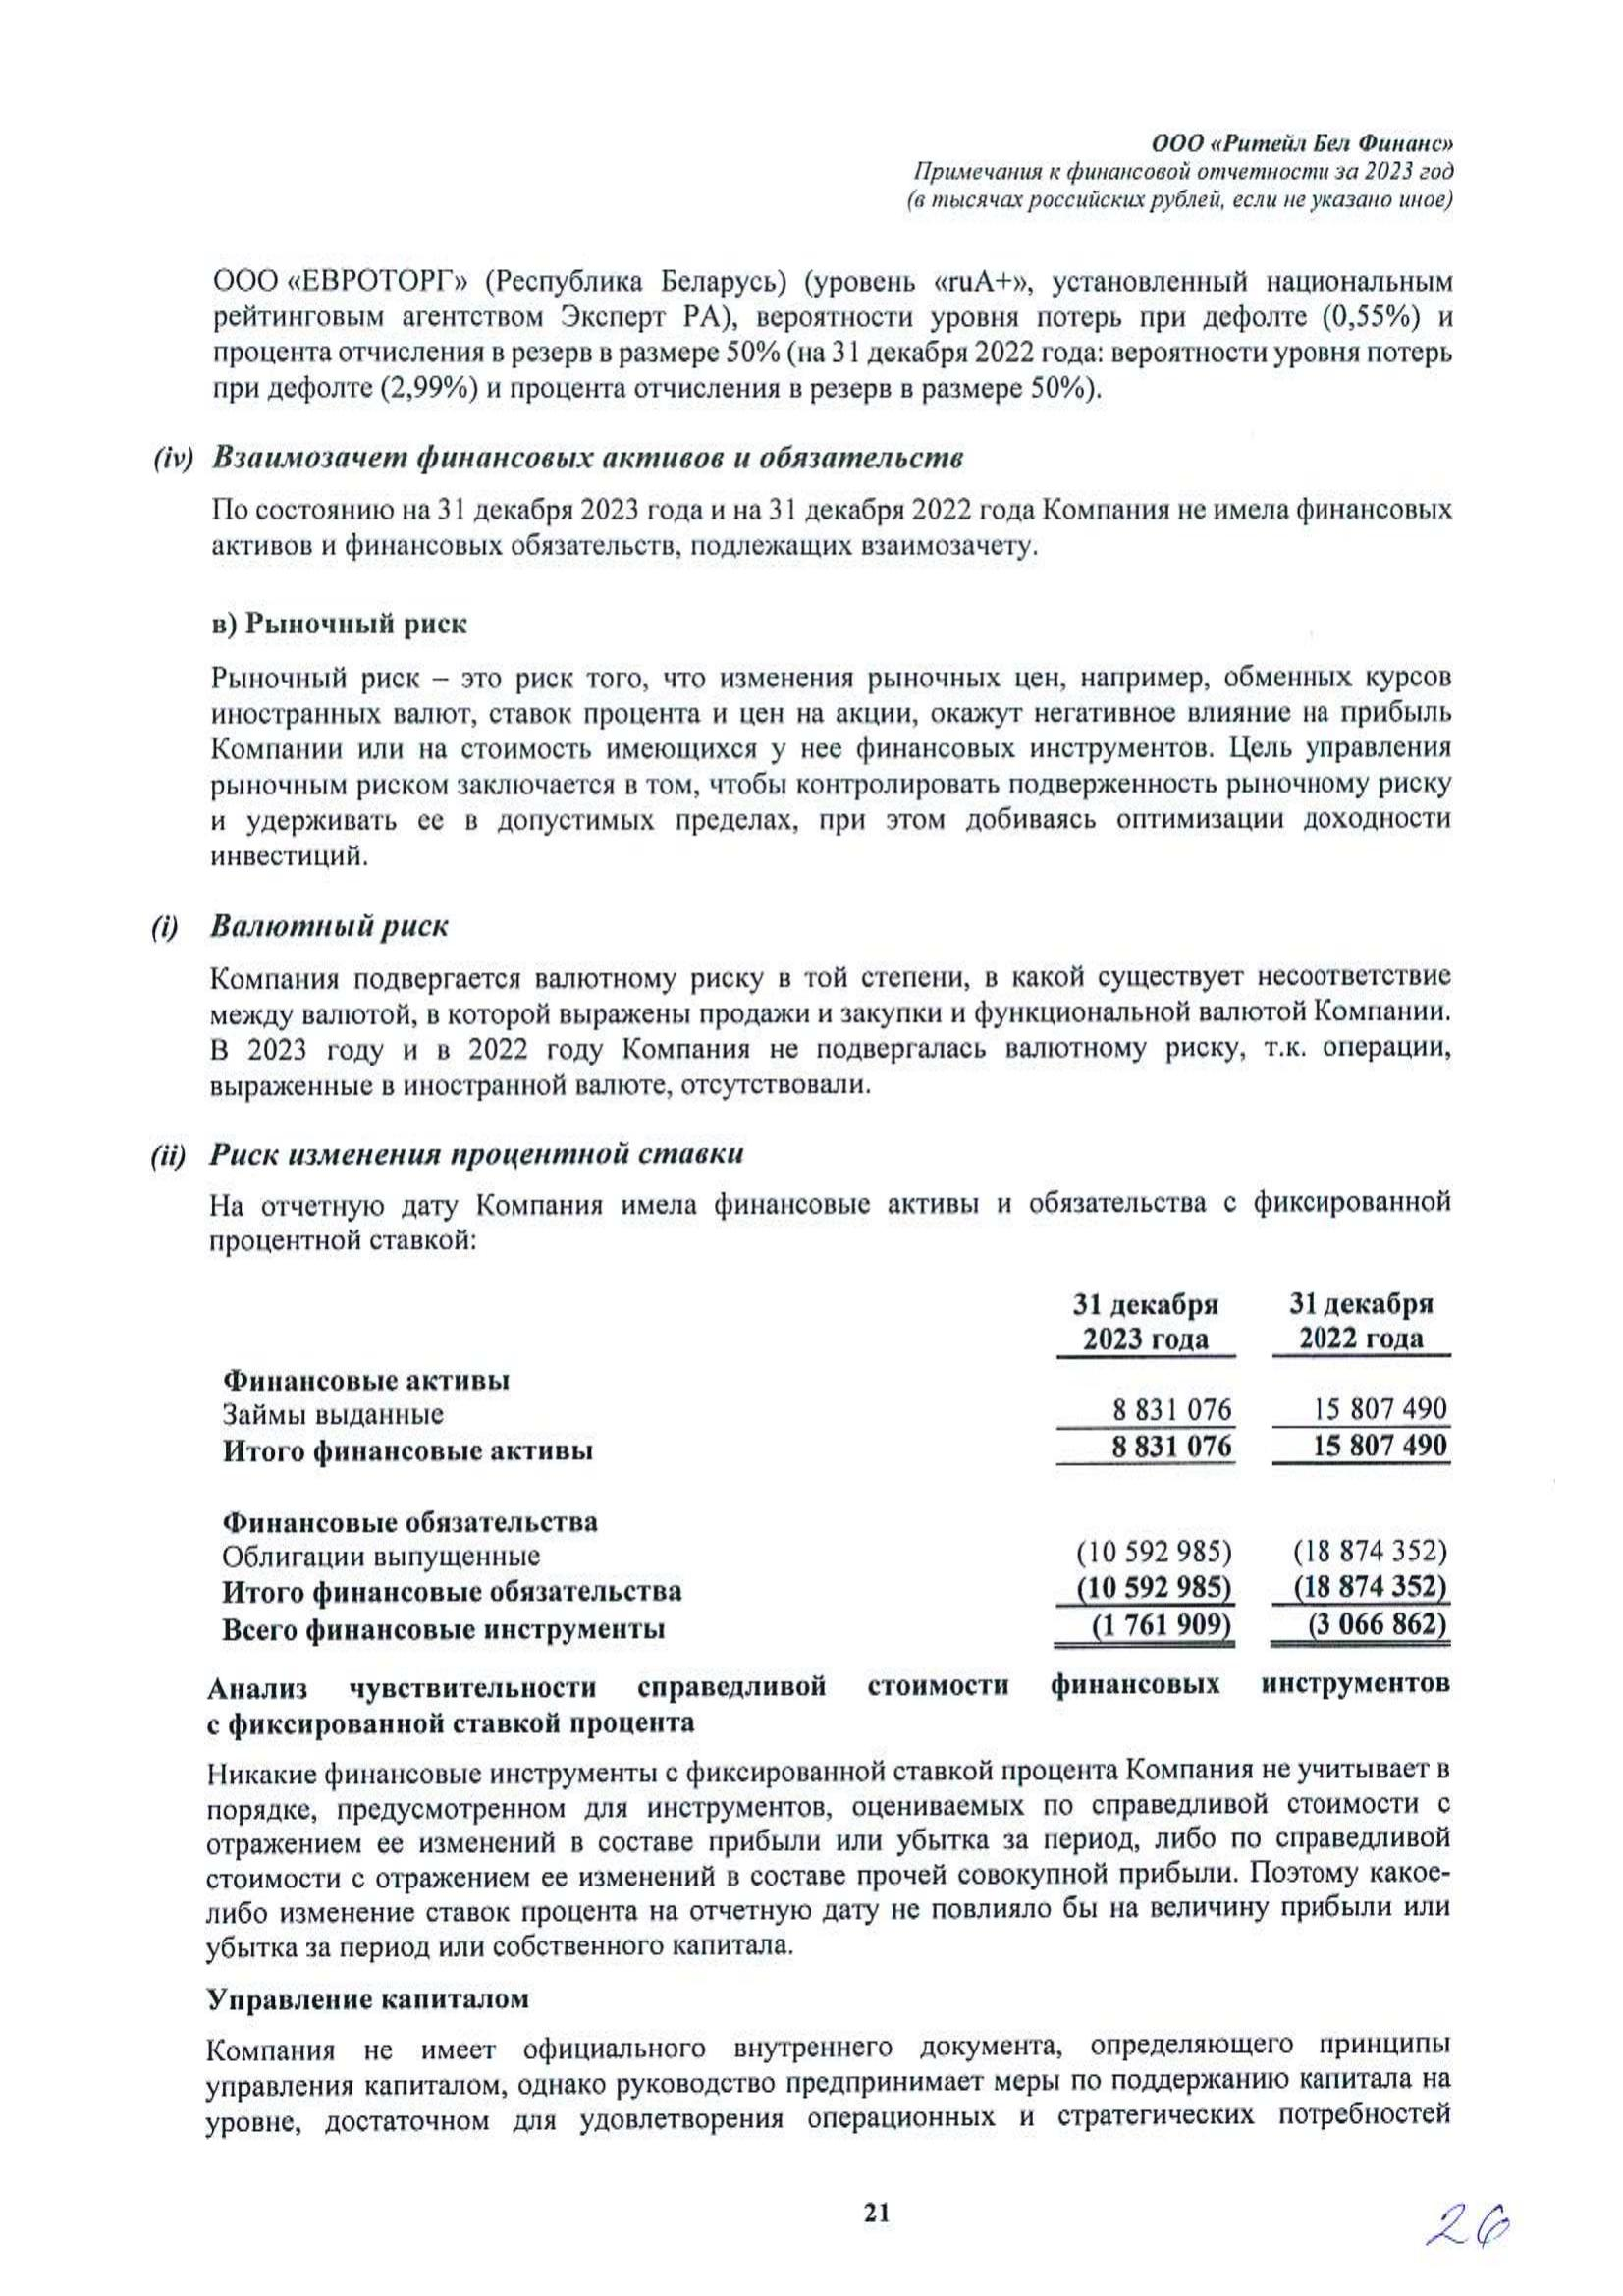 ООО «Ритейл Бел Финанс»
Примечания к финансовой отчетности за 2023 год
(в тысячах российских рублей, если не указано иное)
ООО «ЕВРОТОРГ» (Республика Беларусь) (уровень «ruA+», установленный национальным
рейтинговым агентством Эксперт РА), вероятности уровня потерь при дефолте (0,55%) и
процента отчисления в резерв в размере 50% (на 31 декабря 2022 года: вероятности уровня потерь
при дефолте (2,99%) и процента отчисления в резерв в размере 50%).
(iv) Взаимозачет финансовых активов и обязательств
По состоянию на 31 декабря 2023 года и на 31 декабря 2022 года Компания не имела финансовых
активов и финансовых обязательств, подлежащих взаимозачету.
в) Рыночный риск
Рыночный риск – это риск того, что изменения рыночных цен, например, обменных курсов
иностранных валют, ставок процента и цен на акции, окажут негативное влияние на прибыль
Компании или на стоимость имеющихся у нее финансовых инструментов. Цель управления
рыночным риском заключается в том, чтобы контролировать подверженность рыночному риску
и удерживать ее в допустимых пределах, при этом добиваясь оптимизации доходности
инвестиций.
(i) Валютный риск
Компания подвергается валютному риску в той степени, в какой существует несоответствие
между валютой, в которой выражены продажи и закупки и функциональной валютой Компании.
В 2023 году и в 2022 году Компания не подвергалась валютному риску, т.к. операции,
выраженные в иностранной валюте, отсутствовали.
(ii) Риск изменения процентной ставки
На отчетную дату Компания имела финансовые активы и обязательства с фиксированной
процентной ставкой:
31 декабря 31 декабря
2023 года 2022 года
Финансовые активы
Займы выданные 8 831 076 15 807 490
Итого финансовые активы 8 831 076 15 807 490
Финансовые обязательства
Облигации выпущенные (10 592 985) (18 874 352)
Итого финансовые обязательства (10 592 985) (18 874 352)
Всего финансовые инструменты (1 761 909) (3 066 862)
Анализ чувствительности справедливой стоимости финансовых инструментов
с фиксированной ставкой процента
Никакие финансовые инструменты с фиксированной ставкой процента Компания не учитывает в
порядке, предусмотренном для инструментов, оцениваемых по справедливой стоимости с
отражением ее изменений в составе прибыли или убытка за период, либо по справедливой
стоимости с отражением ее изменений в составе прочей совокупной прибыли. Поэтому какое-
либо изменение ставок процента на отчетную дату не повлияло бы на величину прибыли или
убытка за период или собственного капитала.
Управление капиталом
Компания не имеет официального внутреннего документа, определяющего принципы
управления капиталом, однако руководство предпринимает меры по поддержанию капитала на
уровне, достаточном для удовлетворения операционных и стратегических потребностей
21
26